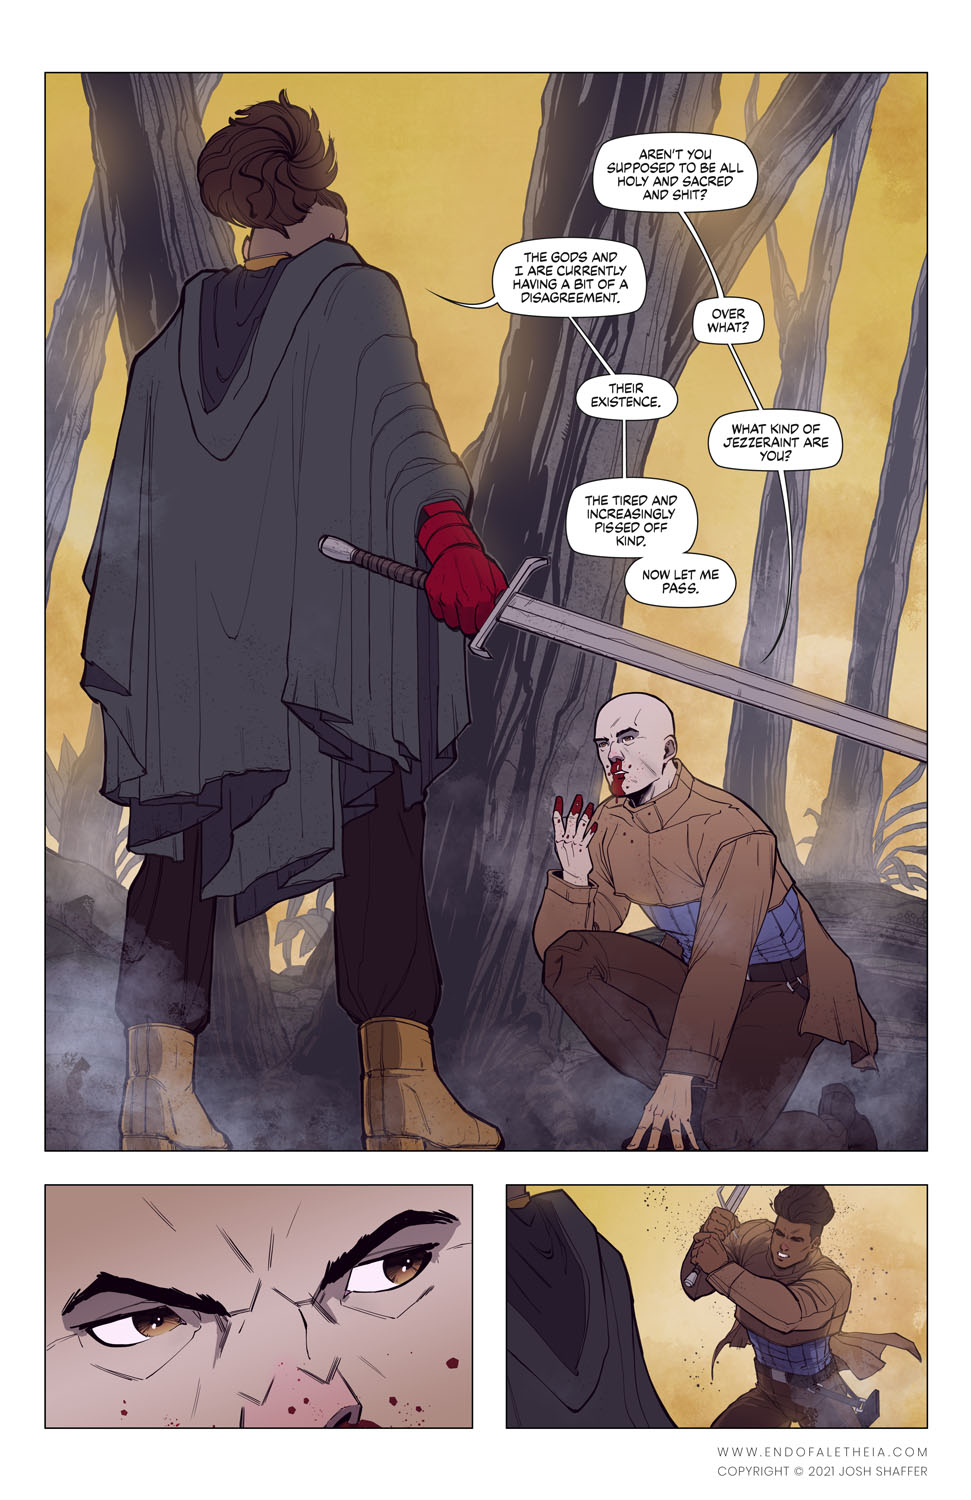 AREN'T YOU
SUPPOSED TO BE ALL
HOLY AND SACRED
AND SHIT?
THE GODS AND
I ARE CURRENTLY
HAVING A BIT OF A
DISAGREEMENT.
OVER
WHAT?
THEIR
EXISTENCE.
WHAT KIND OF
JEZZERAINT ARE
YOU?
THE TIRED AND
INCREASINGLY
PISSED OFF
KIND.
NOW LET ME
PASS.
WWW.ENDOFALETHEIA.COM
COPYRIGHT © 2021 JOSH SHAFFER